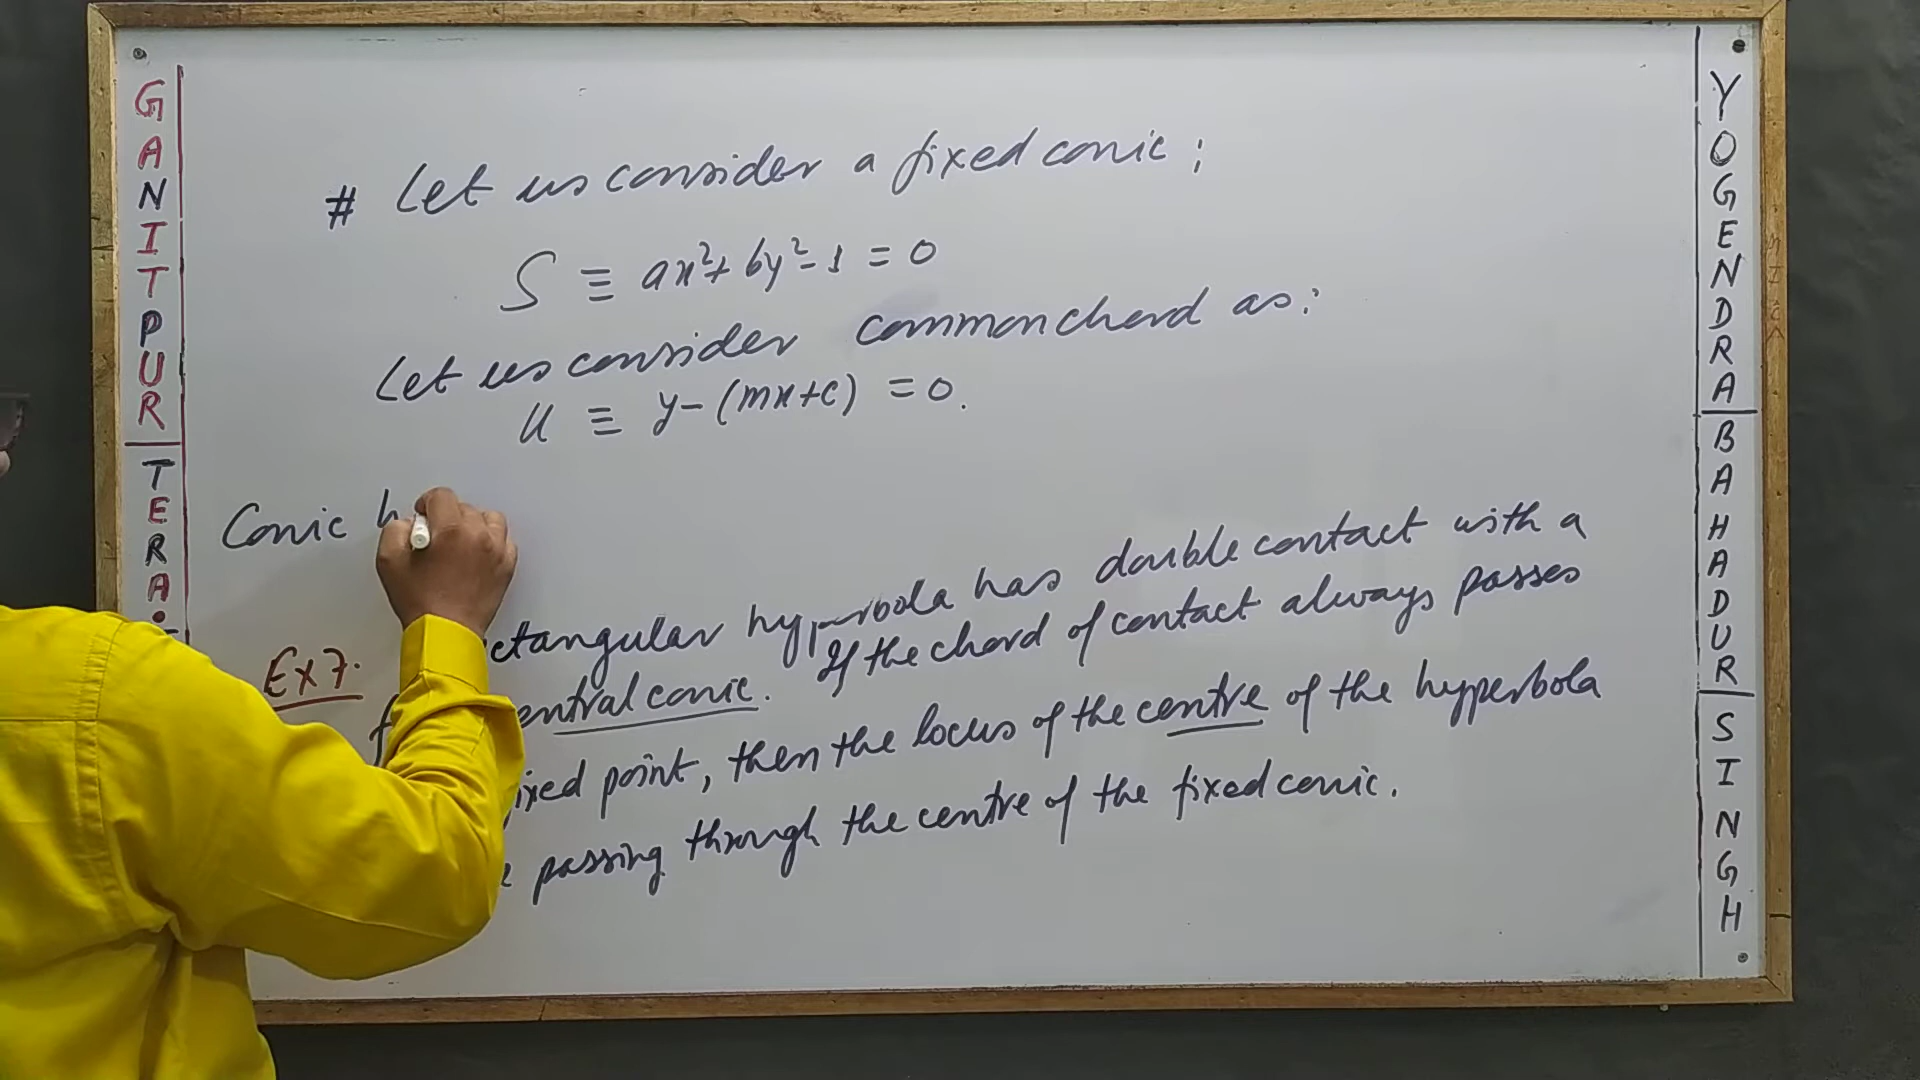 GANITPUR TERA.
# Let us consider a fixed conic;
S ≡ ax²+by²-1=0
Let us consider common chord as:
U ≡ y-(mx+c) =0.
Conic h
Ex7. ectangular hyperbola has double contact with a
f entral conic. If the chord of contact always passes
ixed point, then the locus of the centre of the hyperbola
e passing through the centre of the fixed conic.
YOGENDRA BAHADUR SINGH